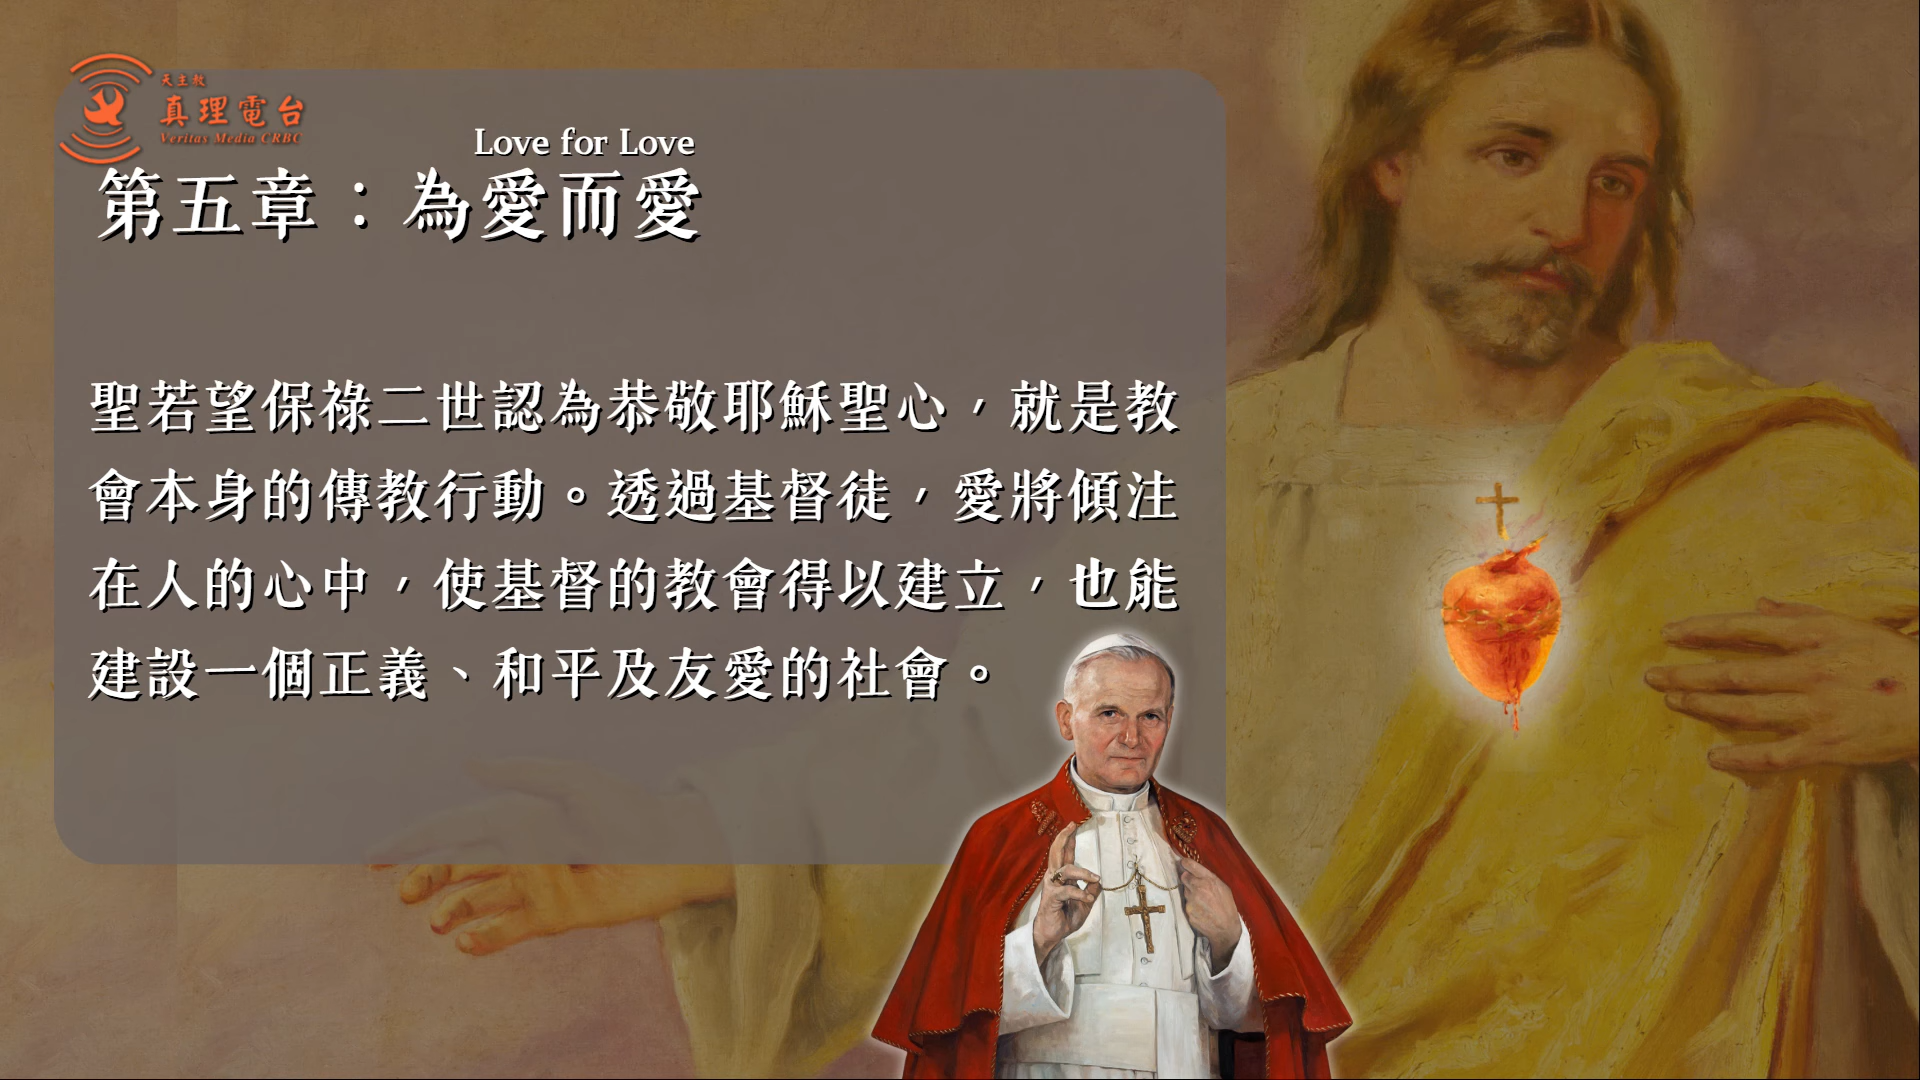 天主教
真理電台
Veritas Media CRBC
Love for Love
第五章：為愛而愛
聖若望保祿二世認為恭敬耶穌聖心，就是教
會本身的傳教行動。透過基督徒，愛將傾注
在人的心中，使基督的教會得以建立，也能
建設一個正義、和平及友愛的社會。